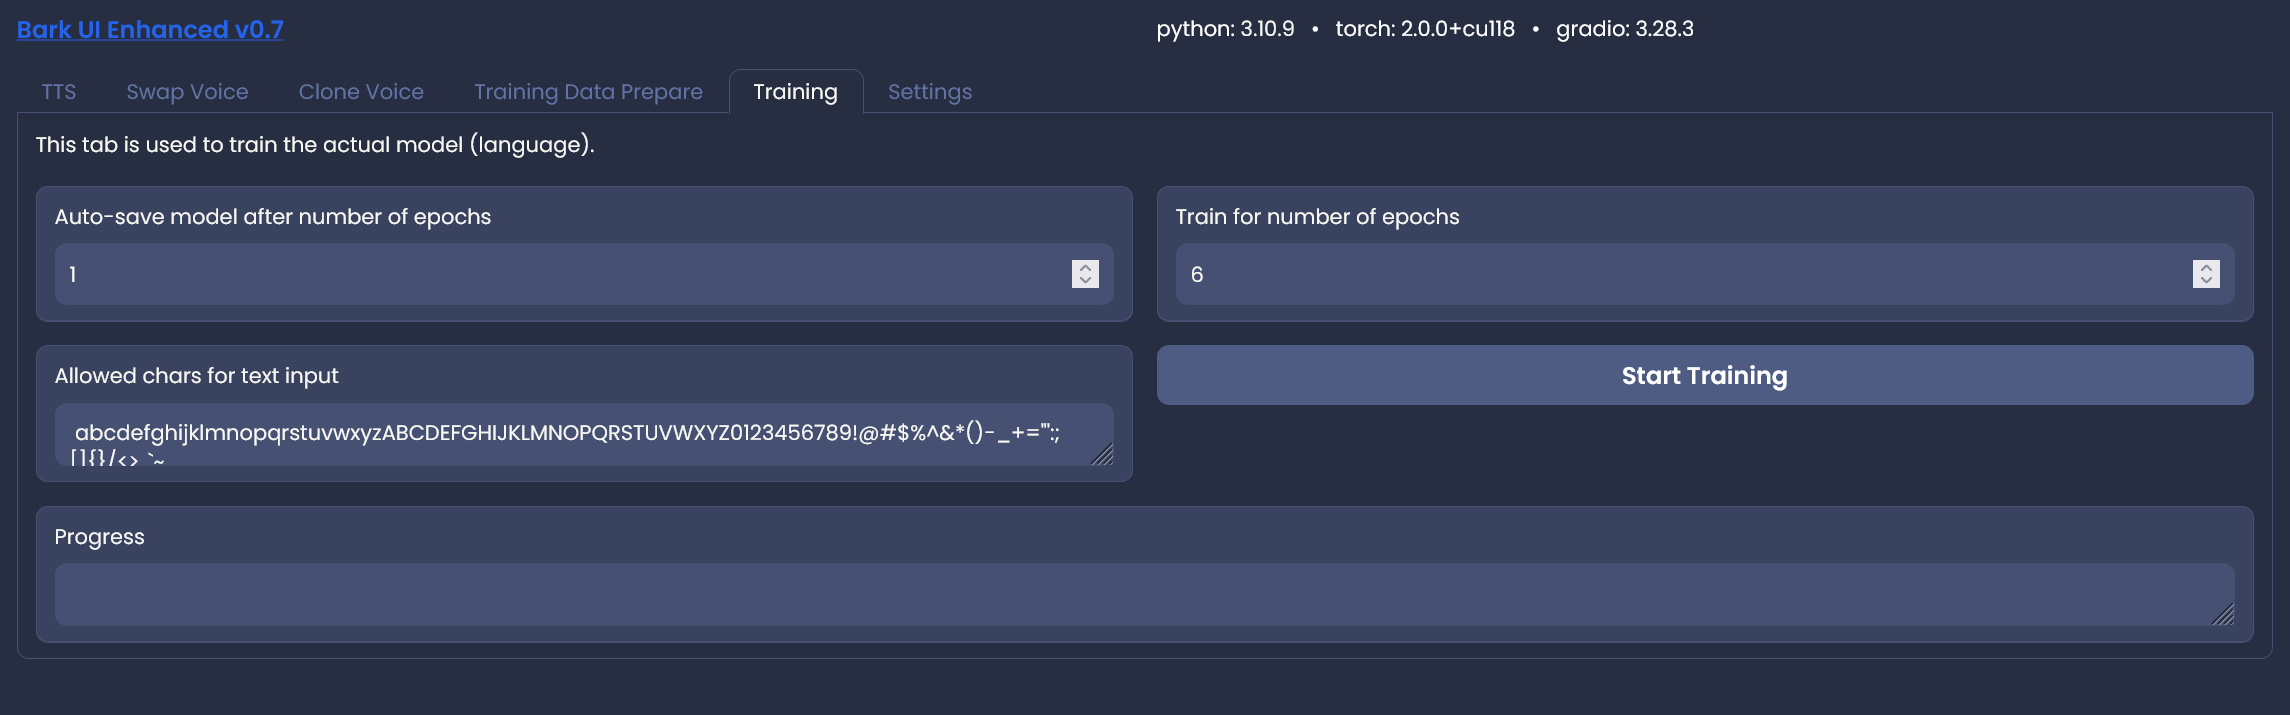 Bark UI Enhanced v0.7
python: 3.10.9 • torch: 2.0.0+cu118 • gradio: 3.28.3
TTS Swap Voice Clone Voice Training Data Prepare Training Settings
This tab is used to train the actual model (language).
Auto-save model after number of epochs
1
Train for number of epochs
6
Allowed chars for text input
abcdefghijklmnopqrstuvwxyzABCDEFGHIJKLMNOPQRSTUVWXYZ0123456789!@#$%^&*()-_+="':;
[]{}/<>,`~
Start Training
Progress